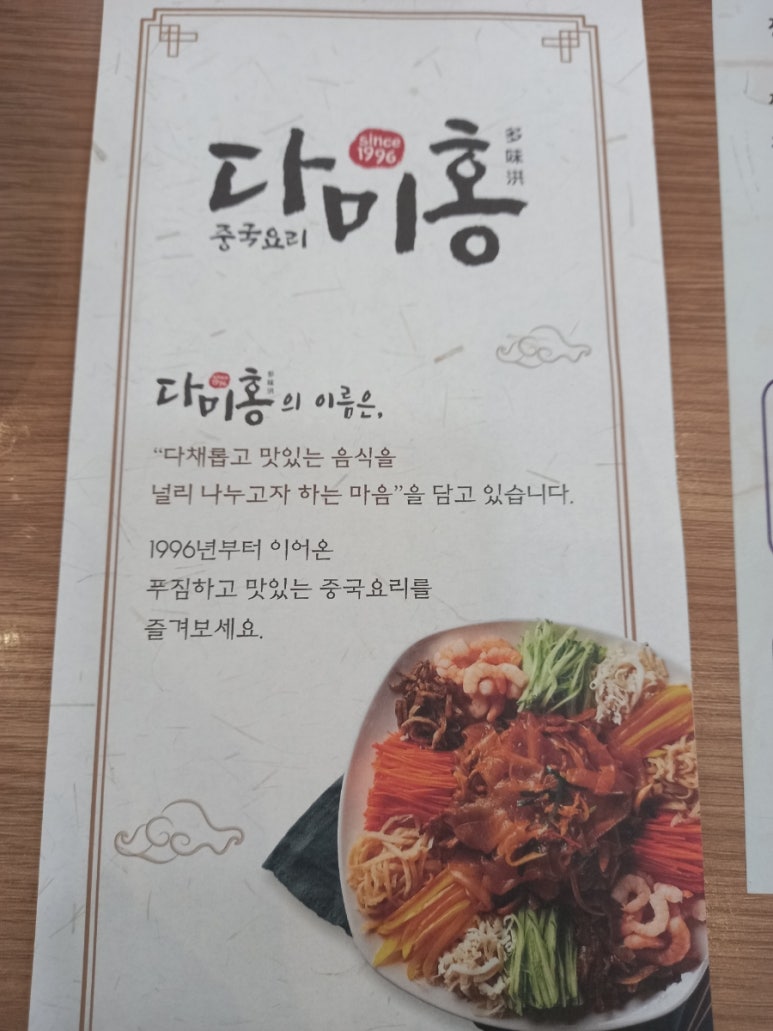 다미홍
since
1996
多味洪
중국요리
다미홍의 이름은,
“다채롭고 맛있는 음식을
널리 나누고자 하는 마음”을 담고 있습니다.
1996년부터 이어온
푸짐하고 맛있는 중국요리를
즐겨보세요.